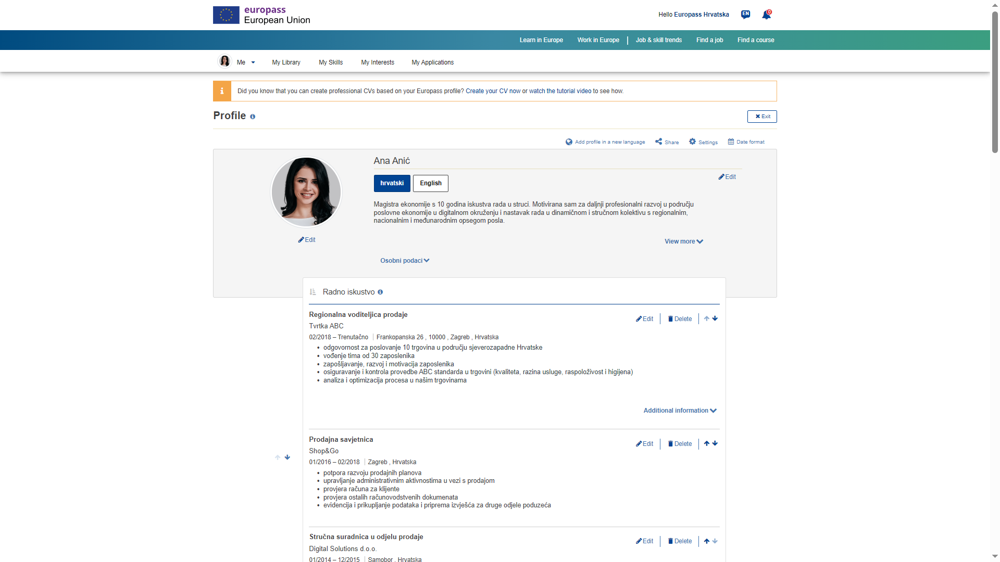 europass
European Union
Hello Europass Hrvatska
EN
0
Learn in Europe
Work in Europe
Job & skill trends
Find a job
Find a course
Me
My Library
My Skills
My Interests
My Applications
Did you know that you can create professional CVs based on your Europass profile? Create your CV now or watch the tutorial video to see how.
Profile
Exit
Add profile in a new language
Share
Settings
Date format
Ana Anić
hrvatski
English
Edit
Magistra ekonomije s 10 godina iskustva rada u struci. Motivirana sam za daljnji profesionalni razvoj u području
poslovne ekonomije u digitalnom okruženju i nastavak rada u dinamičnom i stručnom kolektivu s regionalnim,
nacionalnim i međunarodnim opsegom posla.
Edit
View more
Osobni podaci
Radno iskustvo
Regionalna voditeljica prodaje
Edit
Delete
Tvrtka ABC
02/2018 – Trenutačno
Frankopanska 26 , 10000 , Zagreb , Hrvatska
• odgovornost za poslovanje 10 trgovina u području sjeverozapadne Hrvatske
• vođenje tima od 30 zaposlenika
• zapošljavanje, razvoj i motivacija zaposlenika
• osiguravanje i kontrola provedbe ABC standarda u trgovini (kvaliteta, razina usluge, raspoloživost i higijena)
• analiza i optimizacija procesa u našim trgovinama
Additional information
Prodajna savjetnica
Edit
Delete
Shop&Go
01/2016 – 02/2018
Zagreb , Hrvatska
• potpora razvoju prodajnih planova
• upravljanje administrativnim aktivnostima u vezi s prodajom
• provjera računa za klijente
• provjera ostalih računovodstvenih dokumenata
• evidencija i prikupljanje podataka i priprema izvješća za druge odjele poduzeća
Stručna suradnica u odjelu prodaje
Edit
Delete
Digital Solutions d.o.o.
01/2014 – 12/2015
Samobor , Hrvatska